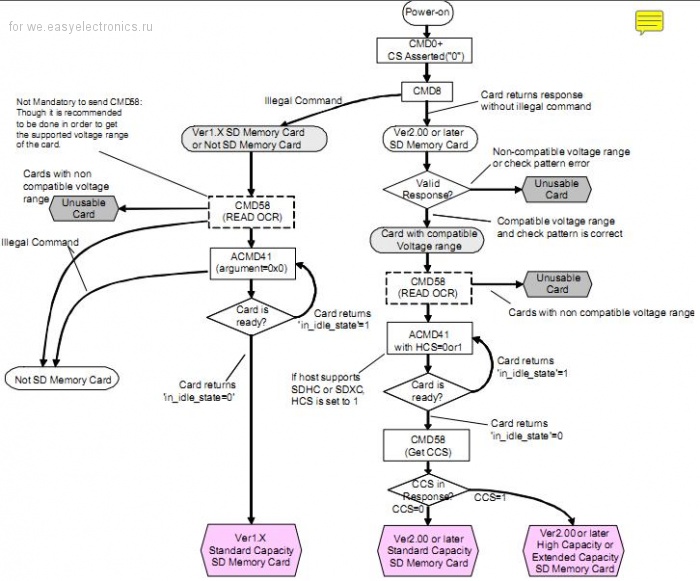 for we.easyelectronics.ru
Power-on
CMD0+
CS Asserted("0")
CMD8
Illegal Command
Card returns response
without illegal command
Not Mandatory to send CMD58:
Though it is recommended
to be done in order to get
the supported voltage range
of the card.
Ver1.X SD Memory Card
or Not SD Memory Card
Ver2.00 or later
SD Memory Card
Non-compatible voltage range
or check pattern error
Cards with non
compatible voltage
range
Unusable
Card
CMD58
(READ OCR)
Valid
Response?
Unusable
Card
Compatible voltage range
and check pattern is correct
Card with compatible
Voltage range
Illegal Command
ACMD41
(argument=0x0)
CMD58
(READ OCR)
Unusable
Card
Cards with non compatible voltage range
Card is
ready?
Card returns
'in_idle_state'=1
ACMD41
with HCS=0or1
Card returns
'in_idle_state'=1
Not SD Memory Card
Card returns
'in_idle_state=0'
If host supports
SDHC or SDXC,
HCS is set to 1
Card is
ready?
Card returns
'in_idle_state'=0
CMD58
(Get CCS)
CCS in
Response?
CCS=0
CCS=1
Ver1.X
Standard Capacity
SD Memory Card
Ver2.00 or later
Standard Capacity
SD Memory Card
Ver2.00 or later
High Capacity or
Extended Capacity
SD Memory Card